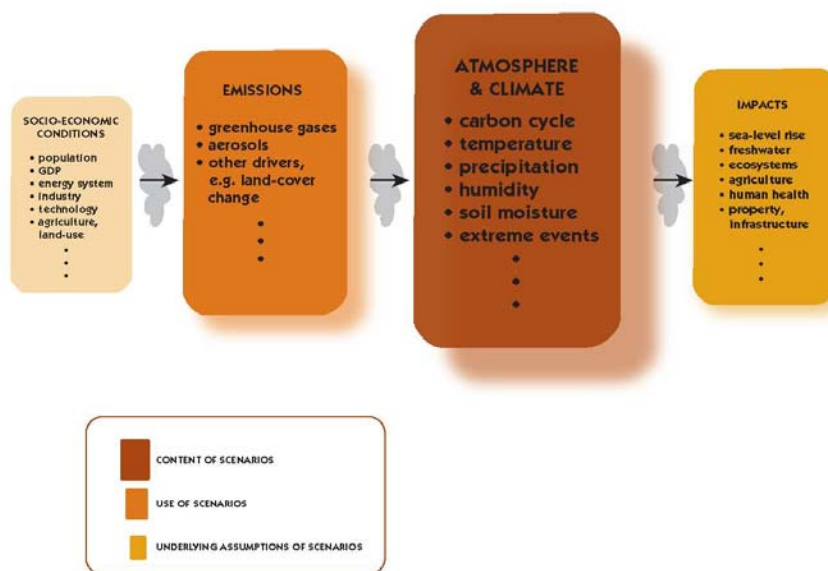 SOCIO-ECONOMIC
CONDITIONS
• population
• GDP
• energy system
• industry
• technology
• agriculture,
land-use
•
•
•
EMISSIONS
• greenhouse gases
• aerosols
• other drivers,
e.g. land-cover
change
•
•
•
ATMOSPHERE
& CLIMATE
• carbon cycle
• temperature
• precipitation
• humidity
• soil moisture
• extreme events
•
•
•
IMPACTS
• sea-level rise
• freshwater
• ecosystems
• agriculture
• human health
• property,
infrastructure
•
•
•
CONTENT OF SCENARIOS
USE OF SCENARIOS
UNDERLYING ASSUMPTIONS OF SCENARIOS